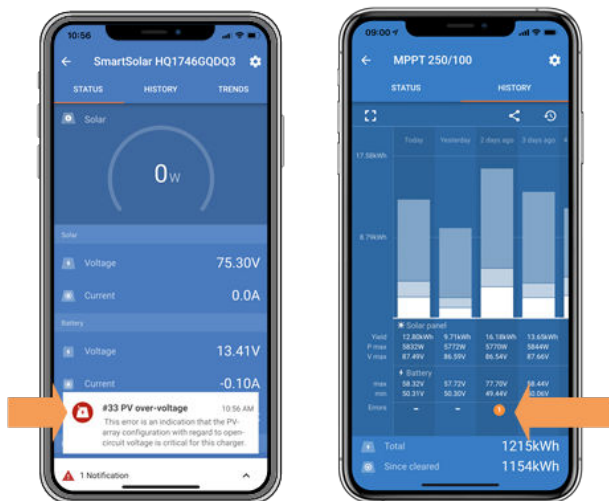 10:56
SmartSolar HQ1746GQDQ3
STATUS HISTORY TRENDS
Solar
0W
Solar
Voltage 75.30V
Current 0.0A
Battery
Voltage 13.41V
Current -0.10A
#33 PV over-voltage 10:56 AM
This error is an indication that the PV-
array configuration with regard to open-
circuit voltage is critical for this charger.
1 Notification
09:00
MPPT 250/100
STATUS HISTORY
Today Yesterday 2 days ago 3 days ago 4
17.58kWh
8.79kWh
Solar panel
Yield 12.80kWh 9.71kWh 16.18kWh 13.65kWh
P max 5832W 5772W 5770W 5844W
V max 87.49V 86.59V 86.54V 87.66V
Battery
max 58.32V 57.72V 77.70V 58.44V
min 50.31V 50.30V 49.44V 50.06V
Errors – – 1
Total 1215kWh
Since cleared 1154kWh